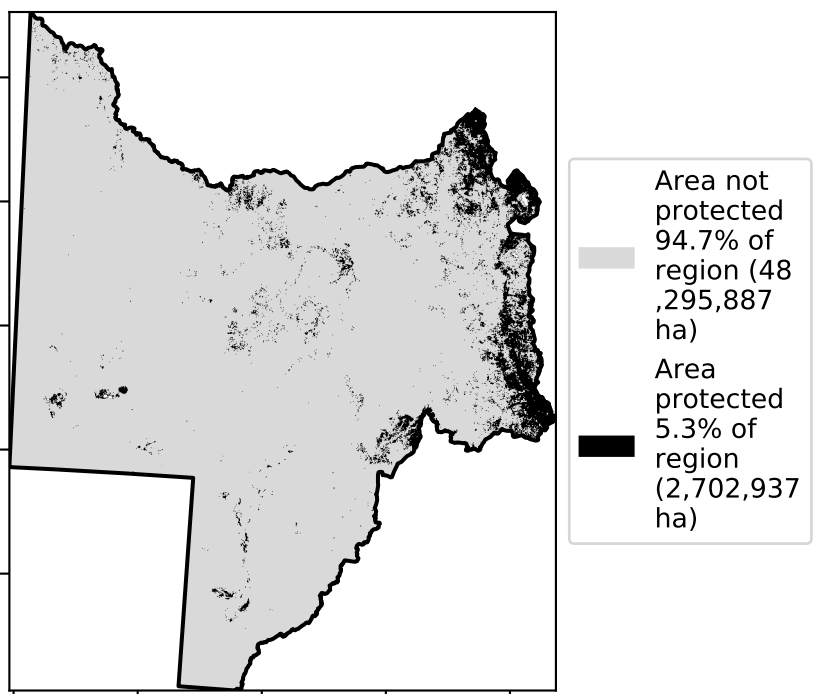 Area not
protected
94.7% of
region (48
,295,887
ha)
Area
protected
5.3% of
region
(2,702,937
ha)